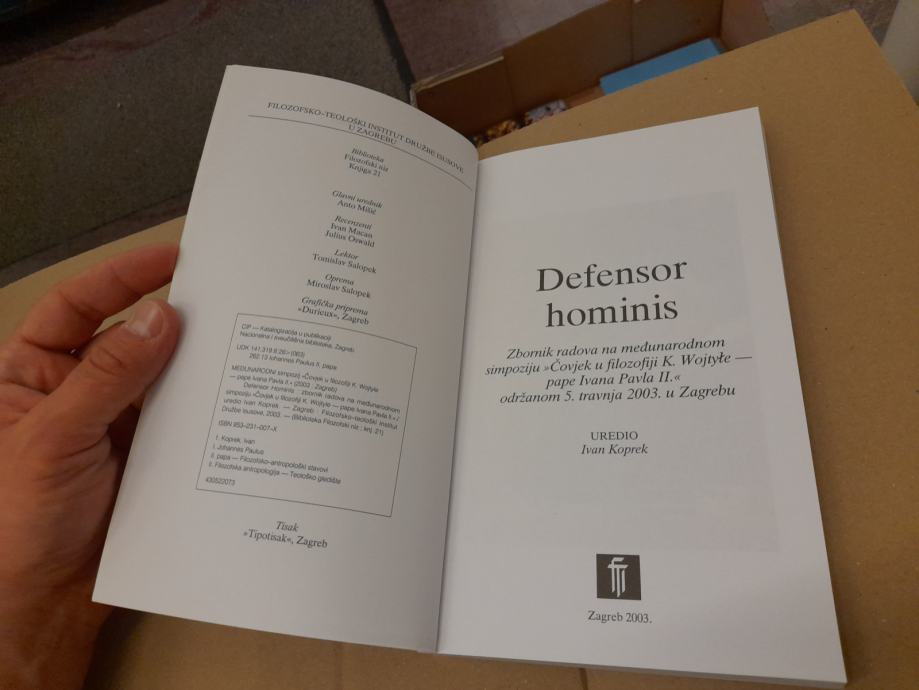 FILOZOFSKO–TEOLOŠKI INSTITUT DRUŽBE ISUSOVE
U ZAGREBU
Biblioteka
Filozofski niz
Knjiga 21
Glavni urednik
Anto Mišić
Recenzenti
Ivan Macan
Julius Oswald
Lektor
Tomislav Salopek
Oprema
Miroslav Salopek
Grafička priprema
»Durieux«, Zagreb
CIP — Katalogizacija u publikaciji
Nacionalna i sveučilišna biblioteka, Zagreb
UDK 141.319.8:26>(063)
262.13 Iohannes Paulus II, papa
MEĐUNARODNI simpozij »Čovjek u filozofiji K. Wojtyle
— pape Ivana Pavla II.« (2003 ; Zagreb)
Defensor Hominis : zbornik radova na međunarodnom
simpoziju »Čovjek u filozofiji K. Wojtyle — pape Ivana Pavla II.« /
uredio Ivan Koprek. — Zagreb : Filozofsko–teološki institut
Družbe Isusove, 2003. — (Biblioteka Filozofski niz ; knj. 21)
ISBN 953–231–007–X
1. Koprek, Ivan
I. Johannes Paulus
II. papa — Filozofsko–antropološki stavovi
II. Filozofska antropologija — Teološko gledište
430522073
Tisak
»Tipotisak«, Zagreb
Defensor
hominis
Zbornik radova na međunarodnom
simpoziju »Čovjek u filozofiji K. Wojtyłe —
pape Ivana Pavla II.«
održanom 5. travnja 2003. u Zagrebu
UREDIO
Ivan Koprek
FTI
Zagreb 2003.